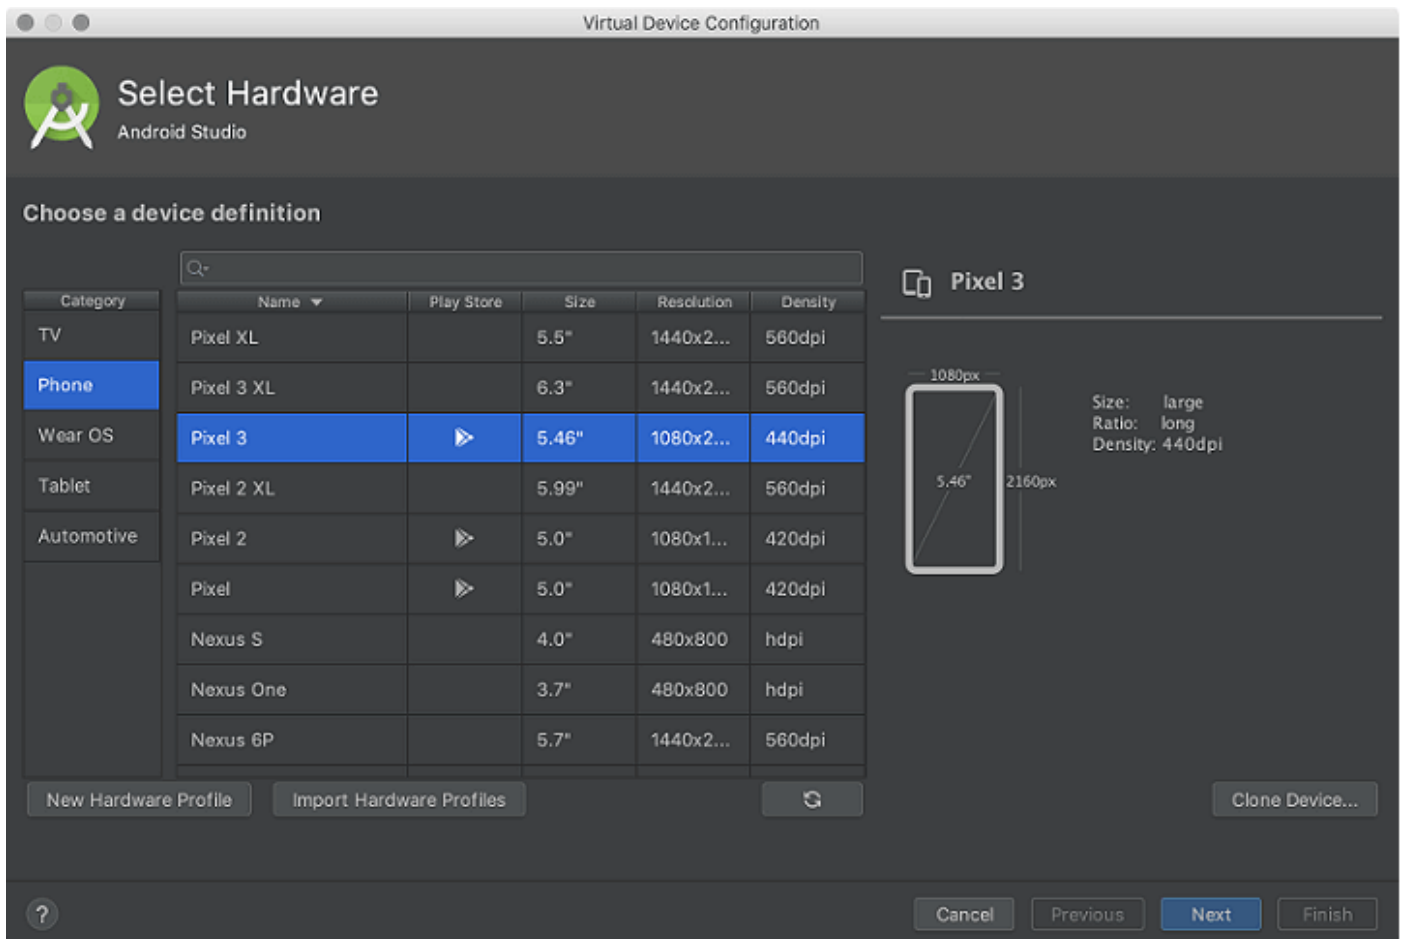 Virtual Device Configuration
Select Hardware
Android Studio
Choose a device definition
Category
TV
Phone
Wear OS
Tablet
Automotive
Name Play Store Size Resolution Density
Pixel XL 5.5" 1440x2... 560dpi
Pixel 3 XL 6.3" 1440x2... 560dpi
Pixel 3 5.46" 1080x2... 440dpi
Pixel 2 XL 5.99" 1440x2... 560dpi
Pixel 2 5.0" 1080x1... 420dpi
Pixel 5.0" 1080x1... 420dpi
Nexus S 4.0" 480x800 hdpi
Nexus One 3.7" 480x800 hdpi
Nexus 6P 5.7" 1440x2... 560dpi
Pixel 3
1080px
5.46"
2160px
Size: large
Ratio: long
Density: 440dpi
New Hardware Profile
Import Hardware Profiles
Clone Device...
?
Cancel
Previous
Next
Finish